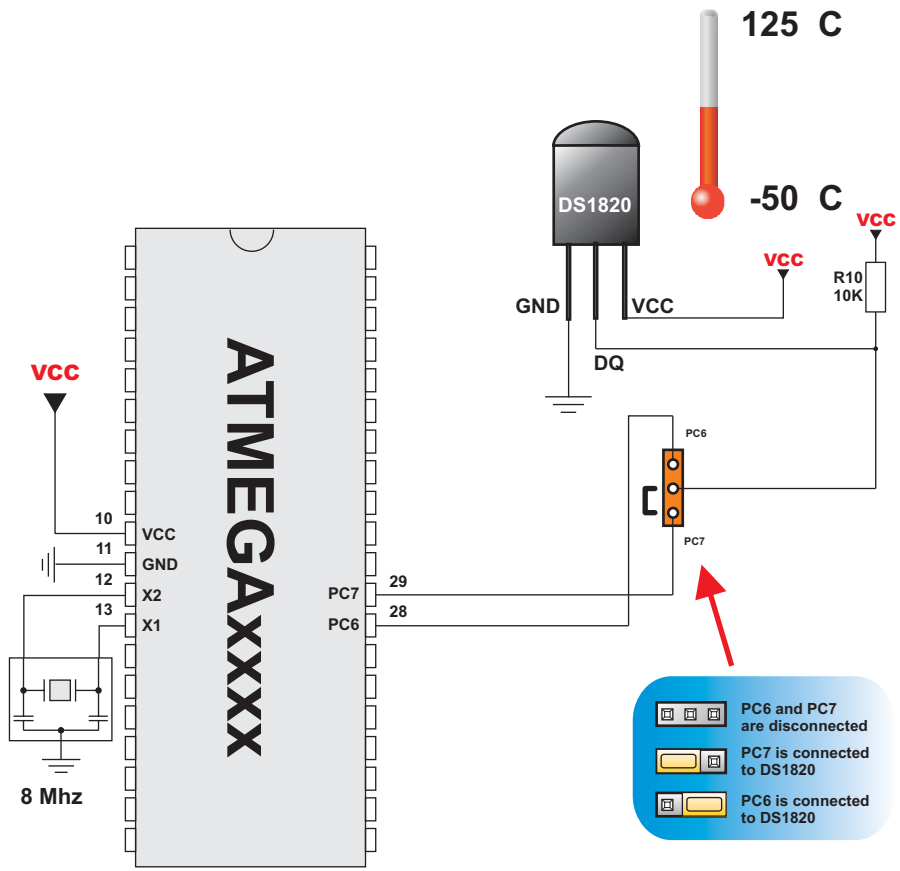 125 C
DS1820
-50 C
vcc
vcc
R10
10K
GND
VCC
DQ
vcc
ATMEGAxxxx
PC6
PC7
10
VCC
11
GND
12
X2
13
X1
PC7
29
PC6
28
8 Mhz
PC6 and PC7
are disconnected
PC7 is connected
to DS1820
PC6 is connected
to DS1820